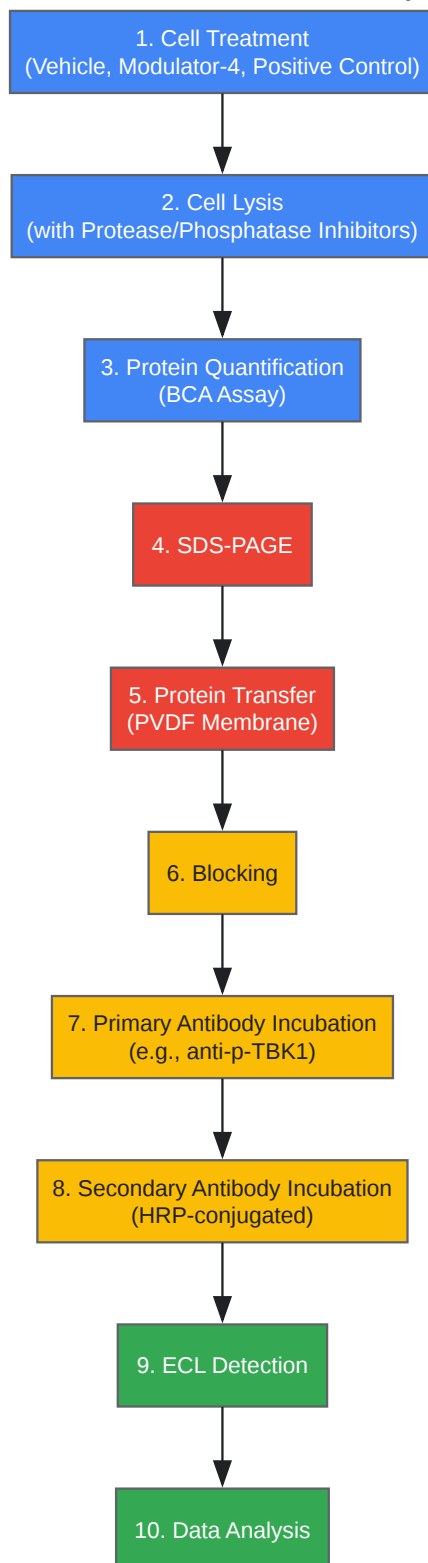 1. Cell Treatment
(Vehicle, Modulator-4, Positive Control)
2. Cell Lysis
(with Protease/Phosphatase Inhibitors)
3. Protein Quantification
(BCA Assay)
4. SDS-PAGE
5. Protein Transfer
(PVDF Membrane)
6. Blocking
7. Primary Antibody Incubation
(e.g., anti-p-TBK1)
8. Secondary Antibody Incubation
(HRP-conjugated)
9. ECL Detection
10. Data Analysis